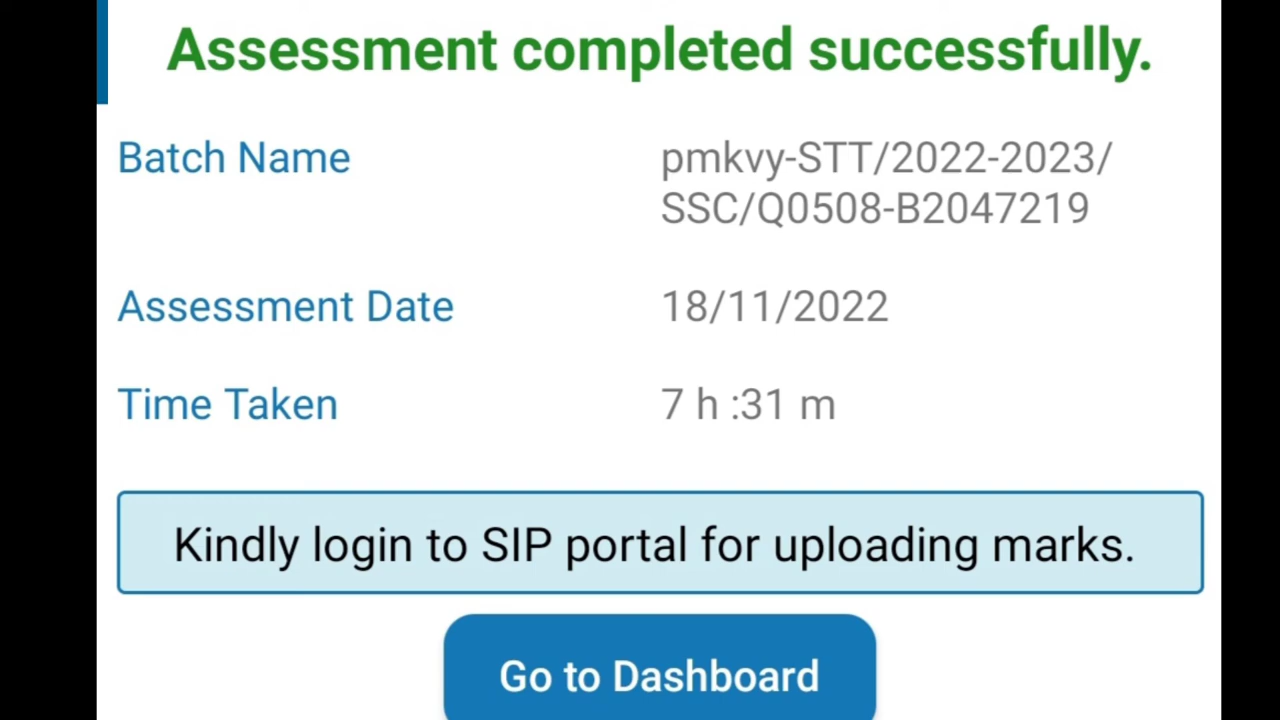 Assessment completed successfully.
Batch Name
pmkvy-STT/2022-2023/
SSC/Q0508-B2047219
Assessment Date
18/11/2022
Time Taken
7 h :31 m
Kindly login to SIP portal for uploading marks.
Go to Dashboard